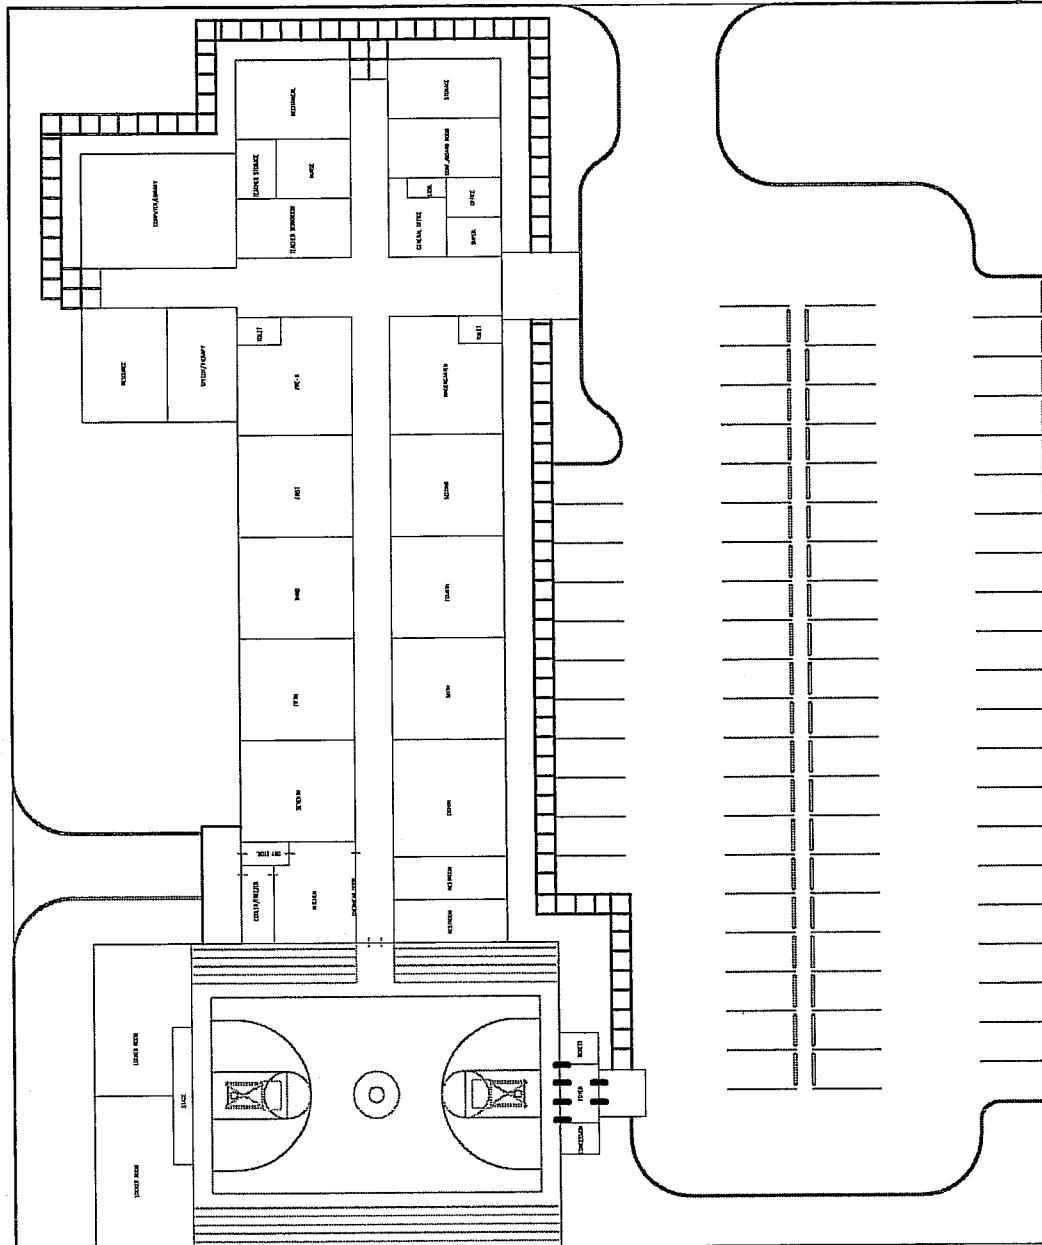 MECHANICAL
STORAGE
TEACHER STORAGE
NURSE
CONF./BOARD ROOM
COMPUTER/LIBRARY
TEACHER WORKROOM
GENERAL OFFICE
OFFICE
SUPER.
RESOURCE
SPEECH/THERAPY
TOILET
PRE-K
TOILET
KINDERGARTEN
FIRST
SECOND
THIRD
FOURTH
FIFTH
SIXTH
SEVENTH
EIGHTH
DRY STOR.
COOLER/FREEZER
KITCHEN
RESTROOM
RESTROOM
LOCKER ROOM
STAGE
TICKETS
FOYER
CONCESSION
LOCKER ROOM